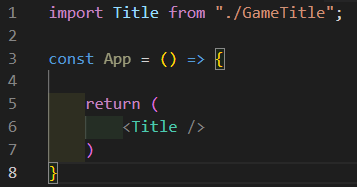 1 import Title from "./GameTitle";
2
3 const App = () => {
4
5     return (
6         <Title />
7     )
8 }